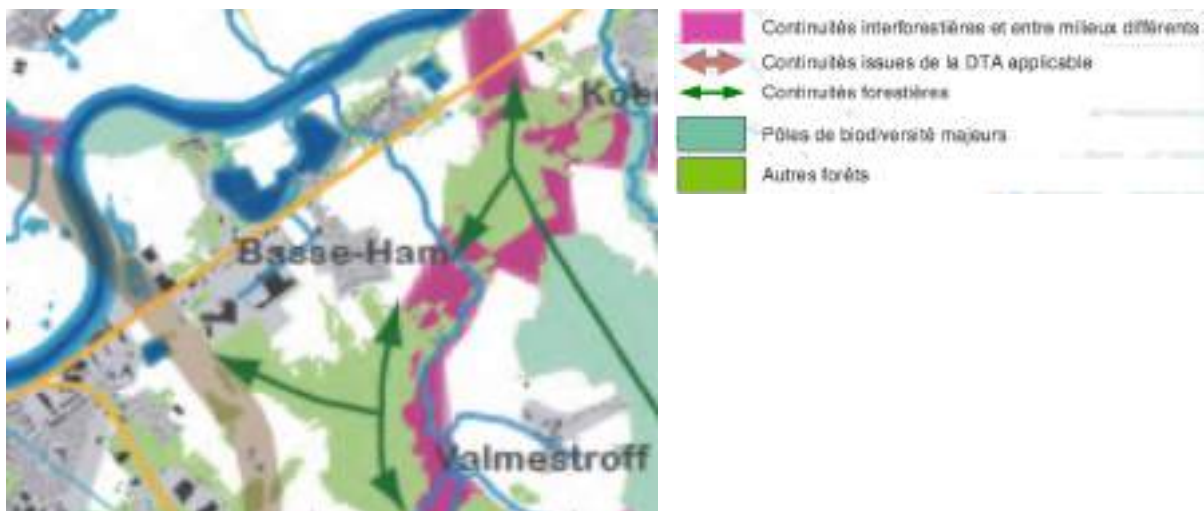 Basse-Ham
Valmestroff
Continuités interforestières et entre milieux différents
Continuités issues de la DTA applicable
Continuités forestières
Pôles de biodiversité majeurs
Autres forêts